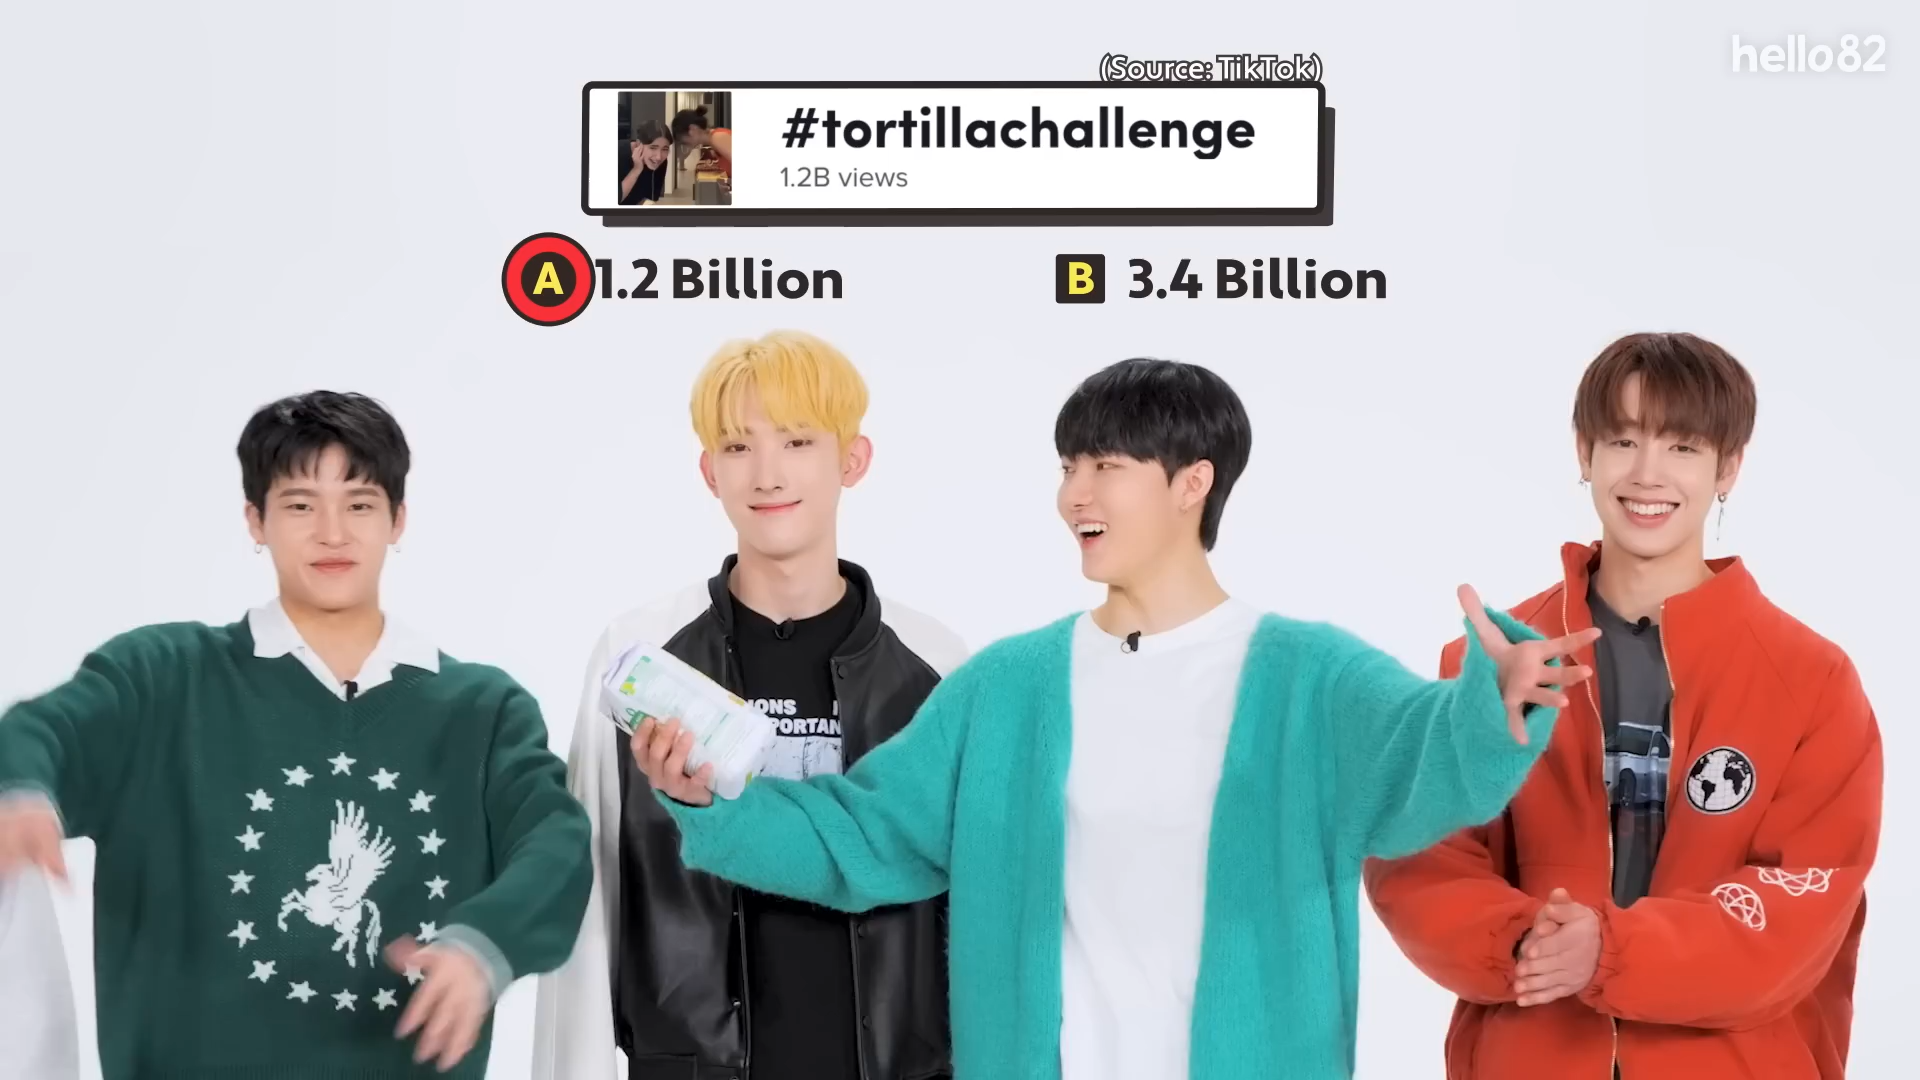 hello82
(Source: TikTok)
#tortillachallenge
1.2B views
A 1.2 Billion
B 3.4 Billion